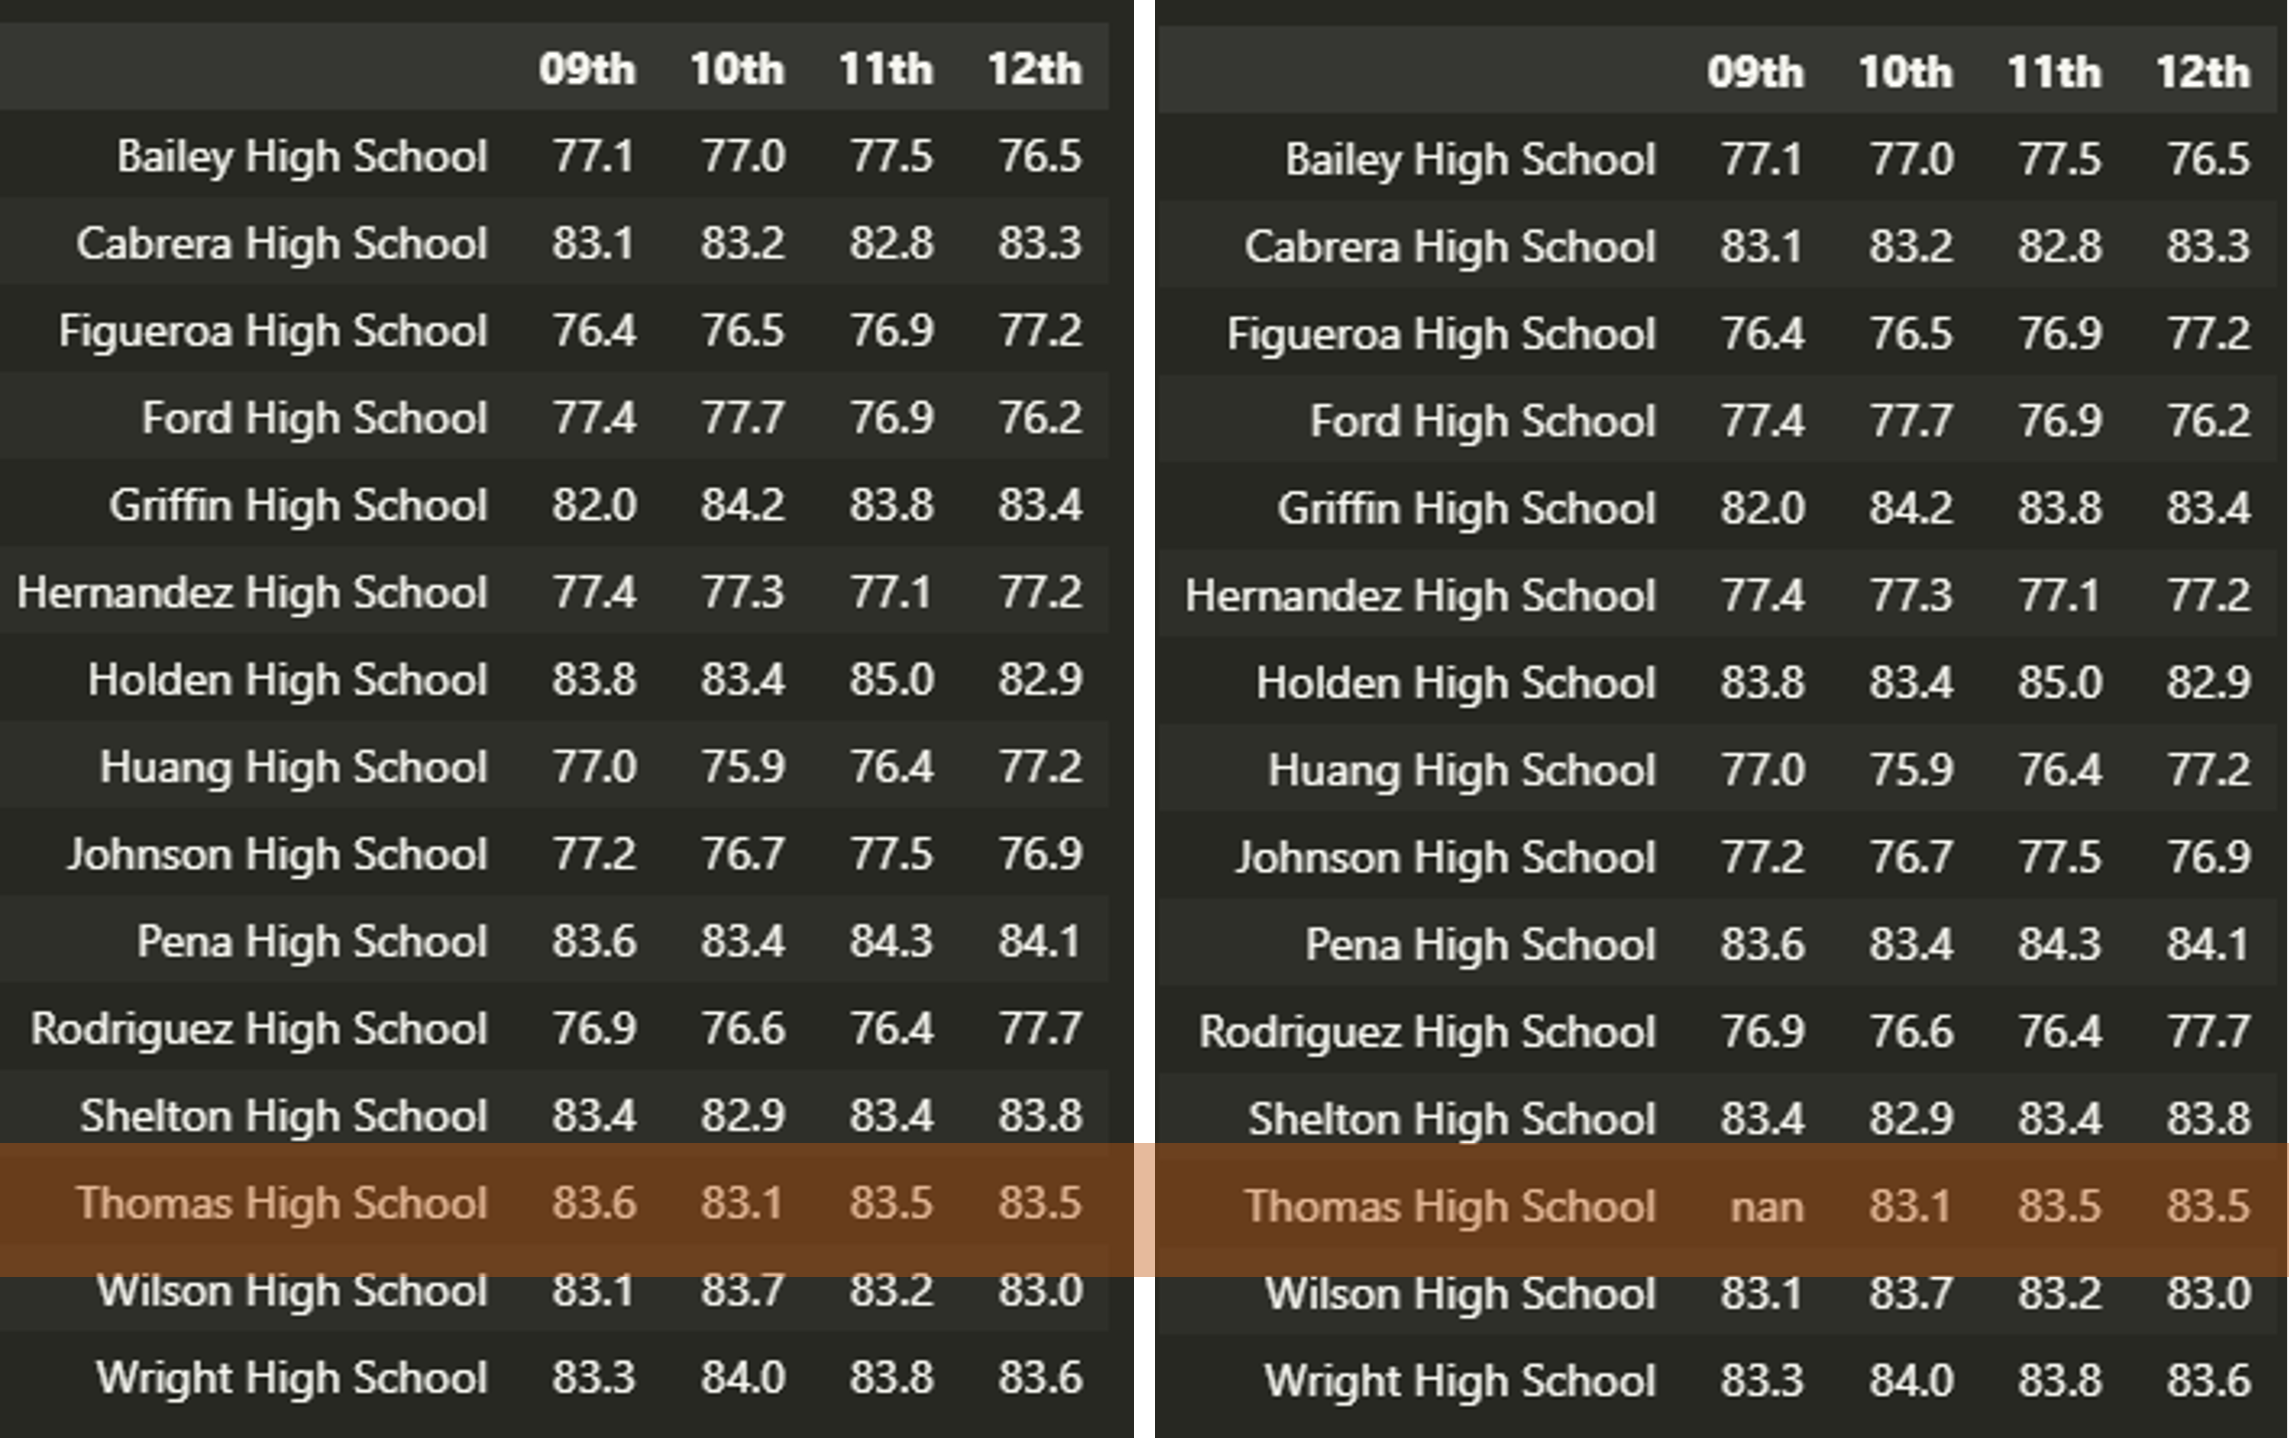 09th 10th 11th 12th
Bailey High School 77.1 77.0 77.5 76.5
Cabrera High School 83.1 83.2 82.8 83.3
Figueroa High School 76.4 76.5 76.9 77.2
Ford High School 77.4 77.7 76.9 76.2
Griffin High School 82.0 84.2 83.8 83.4
Hernandez High School 77.4 77.3 77.1 77.2
Holden High School 83.8 83.4 85.0 82.9
Huang High School 77.0 75.9 76.4 77.2
Johnson High School 77.2 76.7 77.5 76.9
Pena High School 83.6 83.4 84.3 84.1
Rodriguez High School 76.9 76.6 76.4 77.7
Shelton High School 83.4 82.9 83.4 83.8
Thomas High School 83.6 83.1 83.5 83.5
Wilson High School 83.1 83.7 83.2 83.0
Wright High School 83.3 84.0 83.8 83.6
09th 10th 11th 12th
Bailey High School 77.1 77.0 77.5 76.5
Cabrera High School 83.1 83.2 82.8 83.3
Figueroa High School 76.4 76.5 76.9 77.2
Ford High School 77.4 77.7 76.9 76.2
Griffin High School 82.0 84.2 83.8 83.4
Hernandez High School 77.4 77.3 77.1 77.2
Holden High School 83.8 83.4 85.0 82.9
Huang High School 77.0 75.9 76.4 77.2
Johnson High School 77.2 76.7 77.5 76.9
Pena High School 83.6 83.4 84.3 84.1
Rodriguez High School 76.9 76.6 76.4 77.7
Shelton High School 83.4 82.9 83.4 83.8
Thomas High School nan 83.1 83.5 83.5
Wilson High School 83.1 83.7 83.2 83.0
Wright High School 83.3 84.0 83.8 83.6